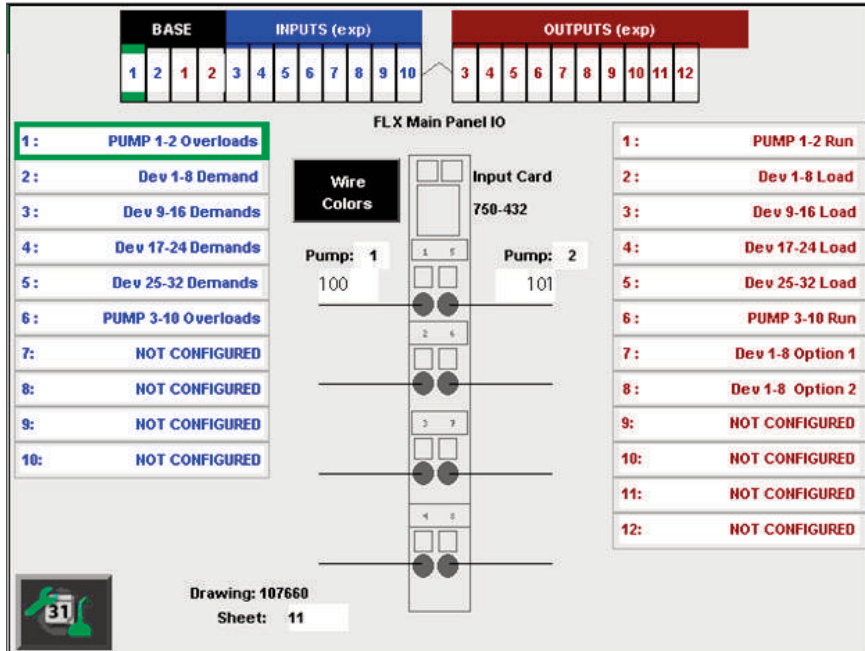 BASE INPUTS (exp) OUTPUTS (exp)
1 2 1 2 3 4 5 6 7 8 9 10 3 4 5 6 7 8 9 10 11 12
FLX Main Panel IO
1: PUMP 1-2 Overloads
2: Dev 1-8 Demand
3: Dev 9-16 Demands
4: Dev 17-24 Demands
5: Dev 25-32 Demands
6: PUMP 3-10 Overloads
7: NOT CONFIGURED
8: NOT CONFIGURED
9: NOT CONFIGURED
10: NOT CONFIGURED
Wire
Colors
Input Card
750-432
Pump: 1
100
Pump: 2
101
1 5
2 6
3 7
4 8
1: PUMP 1-2 Run
2: Dev 1-8 Load
3: Dev 9-16 Load
4: Dev 17-24 Load
5: Dev 25-32 Load
6: PUMP 3-10 Run
7: Dev 1-8 Option 1
8: Dev 1-8 Option 2
9: NOT CONFIGURED
10: NOT CONFIGURED
11: NOT CONFIGURED
12: NOT CONFIGURED
31
Drawing: 107660
Sheet: 11